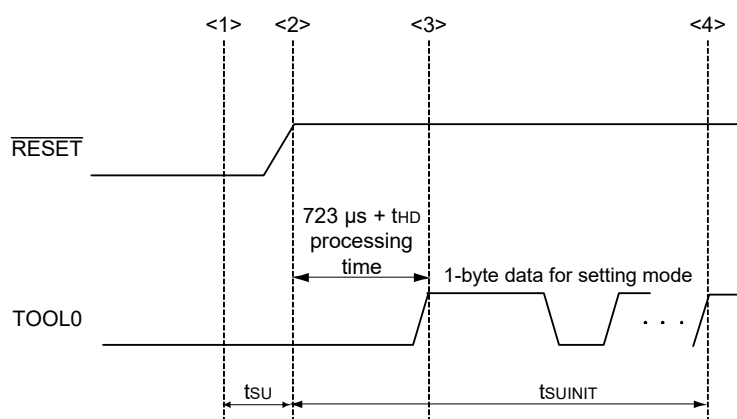 <1> <2> <3> <4>
RESET
723 µs + tHD
processing
time
1-byte data for setting mode
TOOL0
. . .
tSU tSUINIT